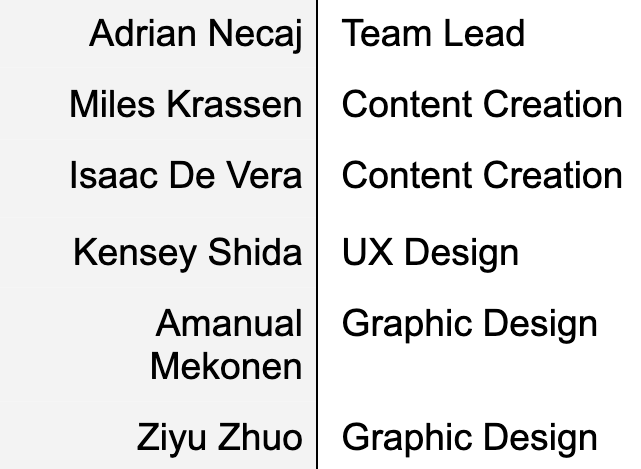 Adrian Necaj Team Lead
Miles Krassen Content Creation
Isaac De Vera Content Creation
Kensey Shida UX Design
Amanual Graphic Design
Mekonen
Ziyu Zhuo Graphic Design